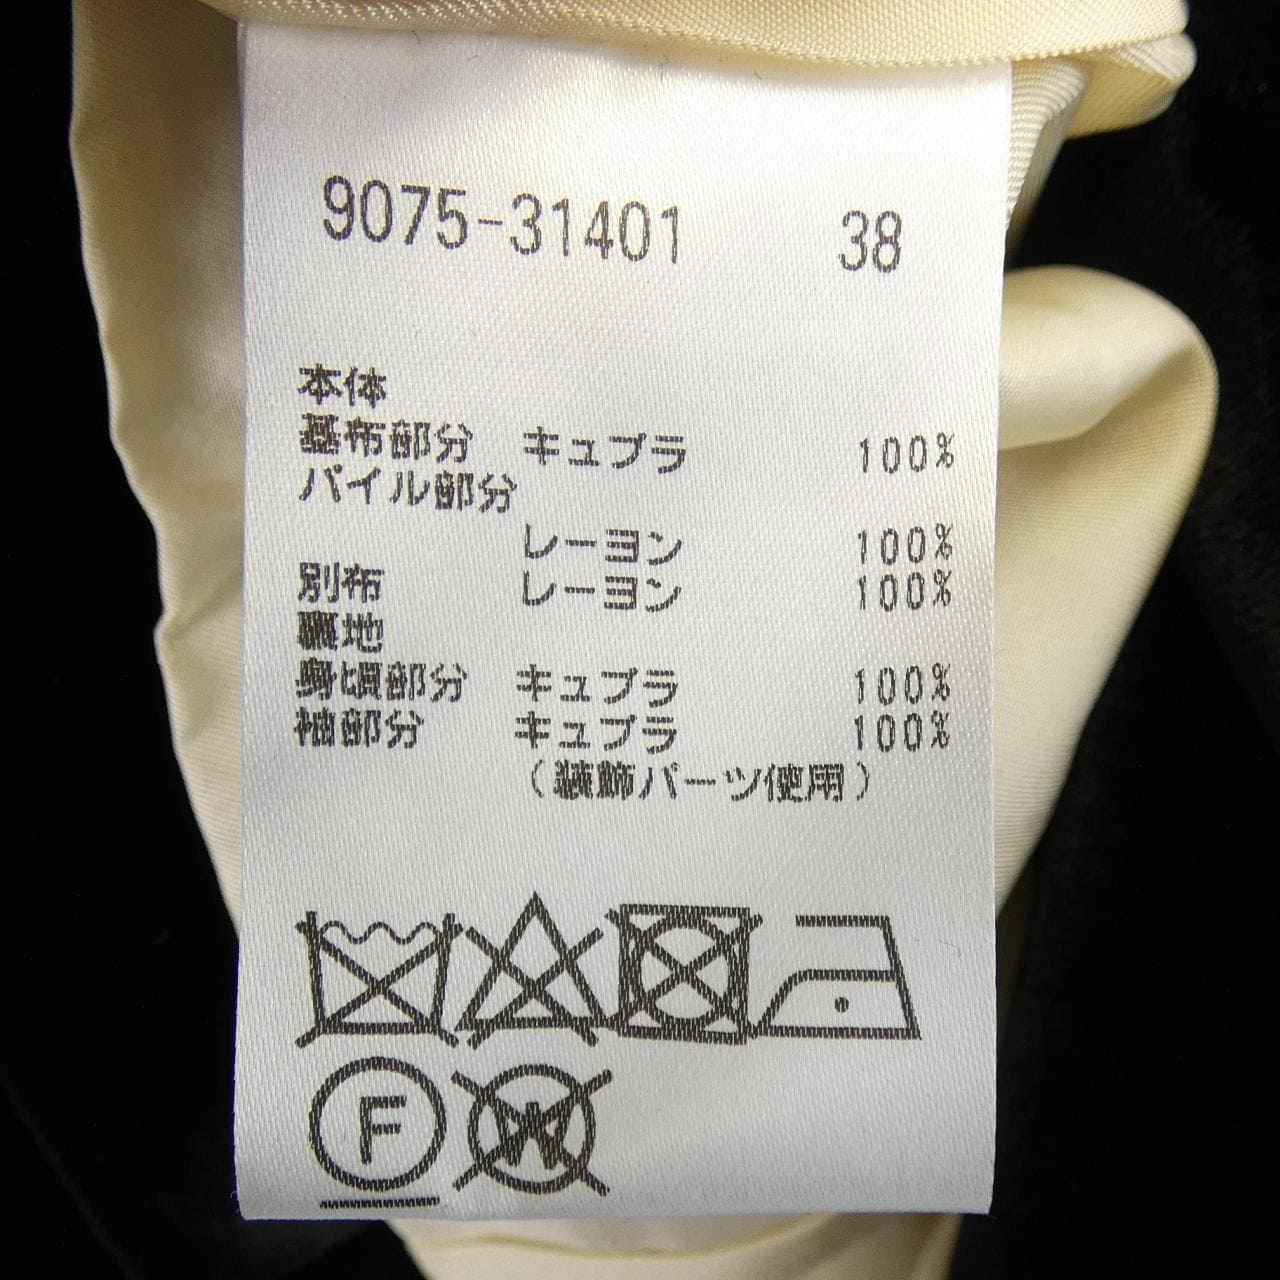 9075-31401 38
本体
基布部分 キュプラ 100%
パイル部分
レーヨン 100%
別布 レーヨン 100%
裏地
身頃部分 キュプラ 100%
袖部分 キュプラ 100%
(装飾パーツ使用)
F W